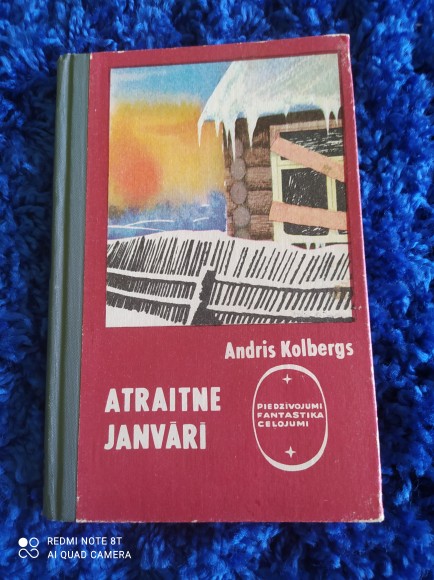 Andris Kolbergs
ATRAITNE
JANVĀRĪ
PIEDZĪVOJUMI
FANTASTIKA
CEĻOJUMI
REDMI NOTE 8T
AI QUAD CAMERA